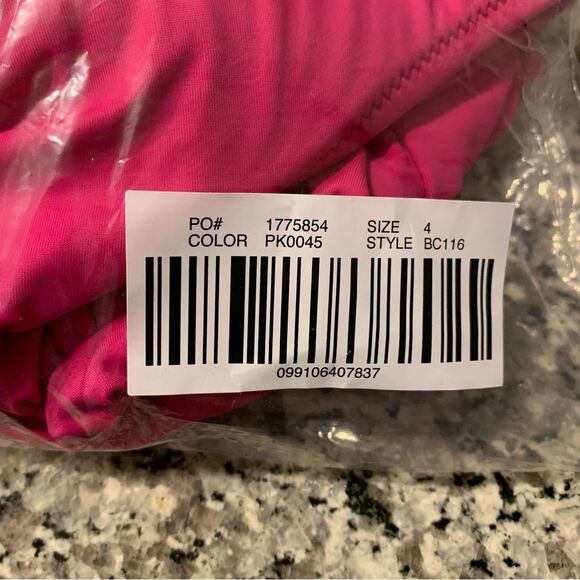 PO# 1775854 SIZE 4
COLOR PK0045 STYLE BC116
099106407837